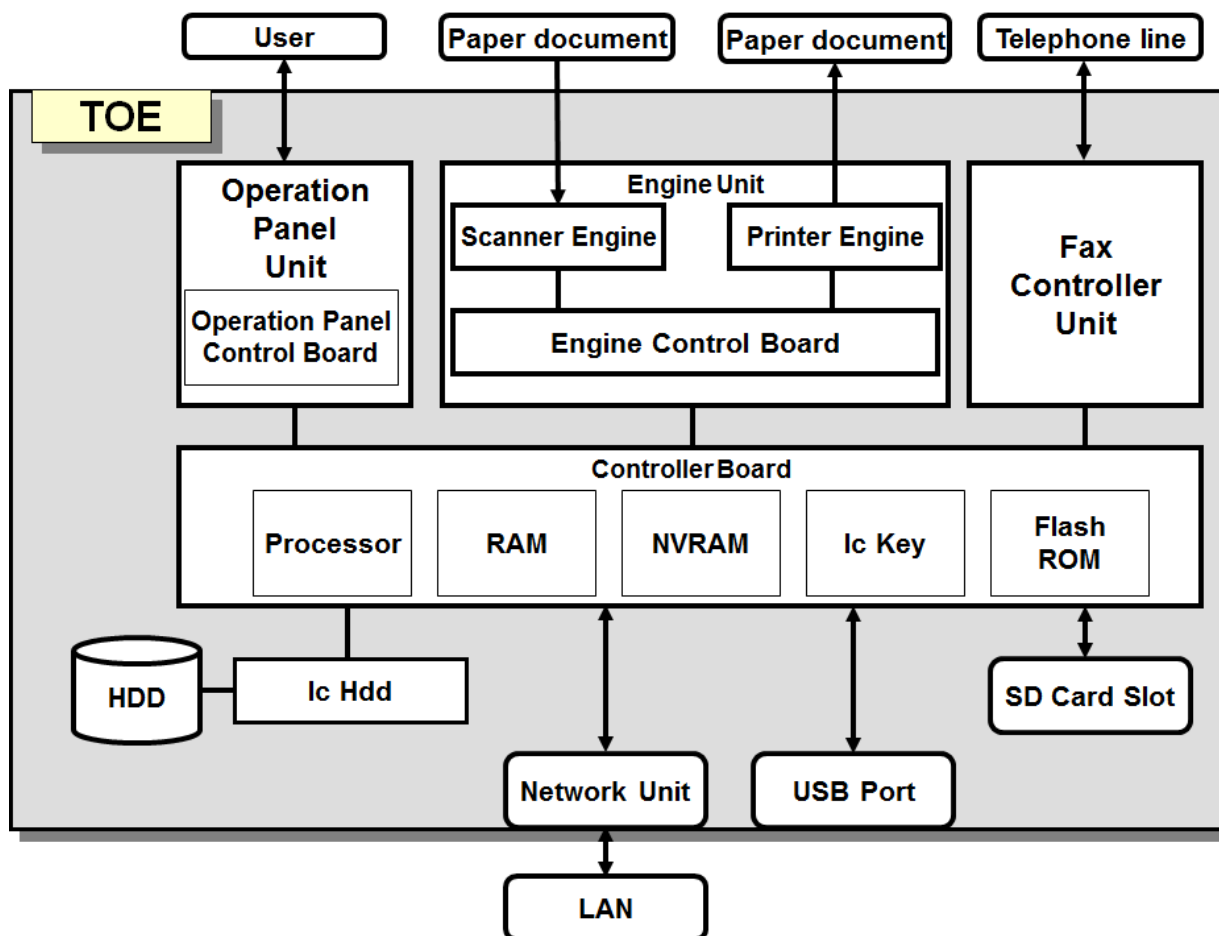 User
Paper document
Paper document
Telephone line
TOE
Operation
Panel
Unit
Operation Panel
Control Board
Engine Unit
Scanner Engine
Printer Engine
Engine Control Board
Fax
Controller
Unit
Controller Board
Processor
RAM
NVRAM
Ic Key
Flash
ROM
HDD
Ic Hdd
SD Card Slot
Network Unit
USB Port
LAN